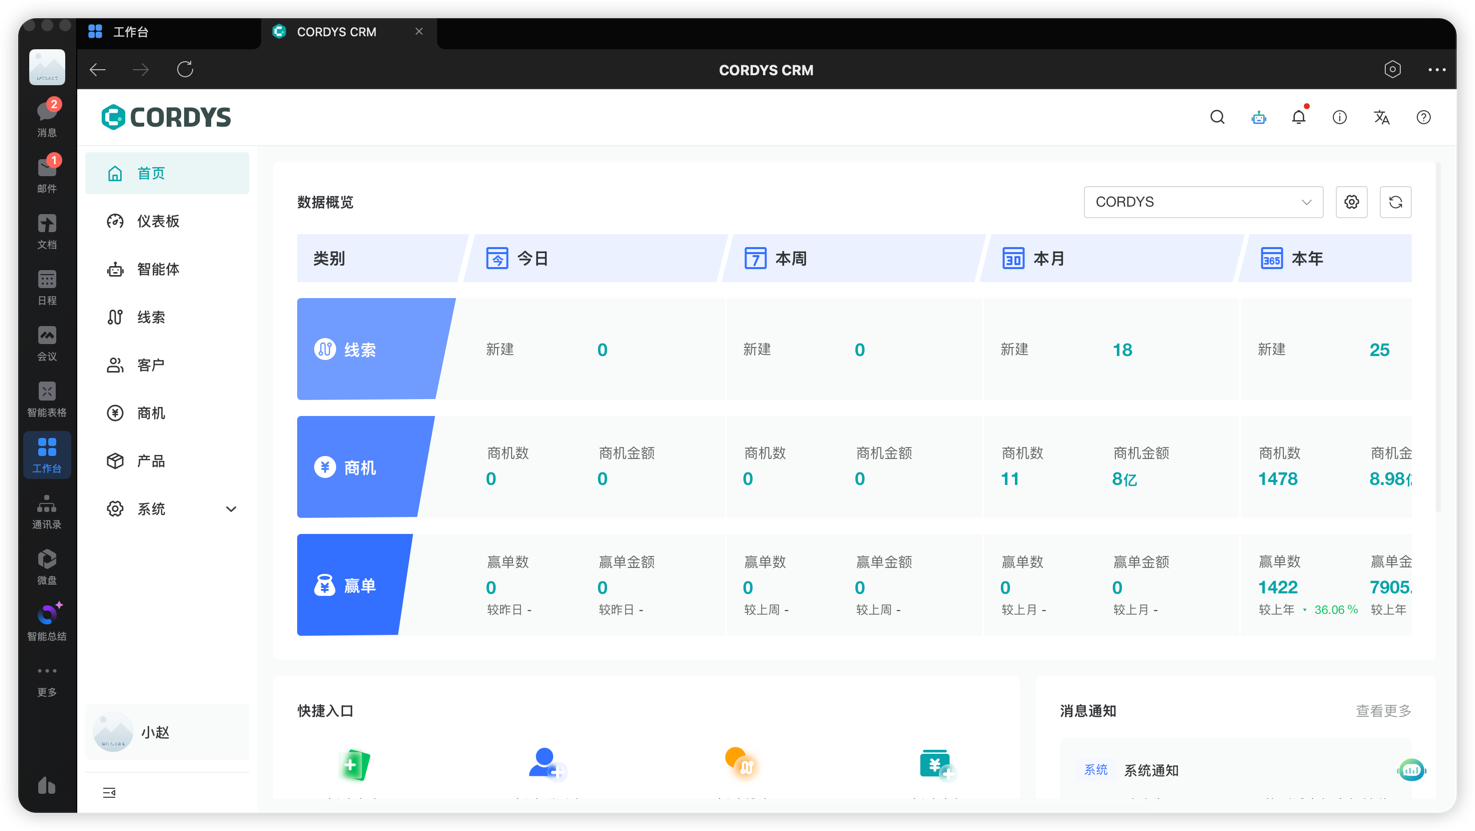 工作台
CORDYS CRM
CORDYS CRM
2
消息
1
邮件
文档
日程
会议
智能表格
工作台
通讯录
微盘
智能总结
更多
CORDYS
首页
仪表板
智能体
线索
客户
商机
产品
系统
小赵
数据概览
CORDYS
类别
今 今日
7 本周
30 本月
365 本年
线索
新建 0
新建 0
新建 18
新建 25
商机
商机数 商机金额 商机数 商机金额 商机数 商机金额 商机数 商机金
0 0 0 0 11 8亿 1478 8.98
赢单
赢单数 赢单金额 赢单数 赢单金额 赢单数 赢单金额 赢单数 赢单金
0 0 0 0 0 0 1422 7905.
较昨日 - 较昨日 - 较上周 - 较上周 - 较上月 - 较上月 - 较上年 36.06 % 较上年
快捷入口
消息通知
查看更多
系统 系统通知